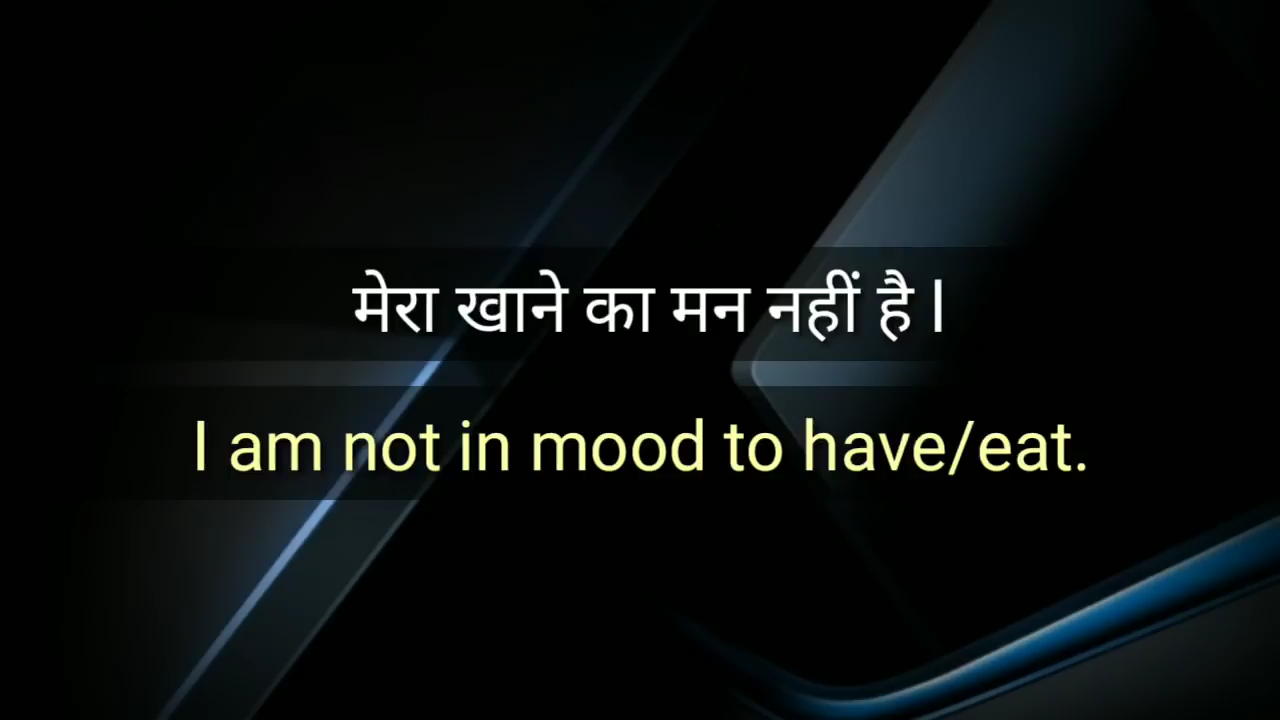 मेरा खाने का मन नहीं है l
I am not in mood to have/eat.